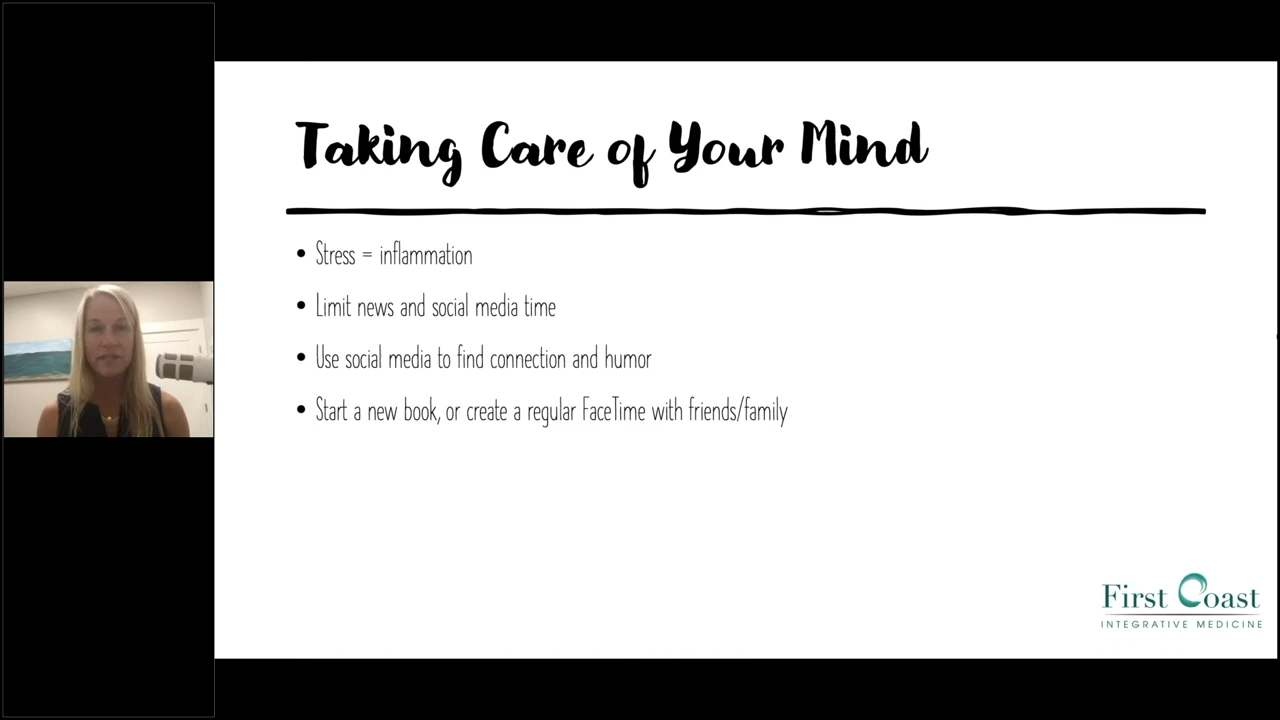 Taking Care of Your Mind
• Stress = inflammation
• Limit news and social media time
• Use social media to find connection and humor
• Start a new book, or create a regular FaceTime with friends/family
First Coast
INTEGRATIVE MEDICINE